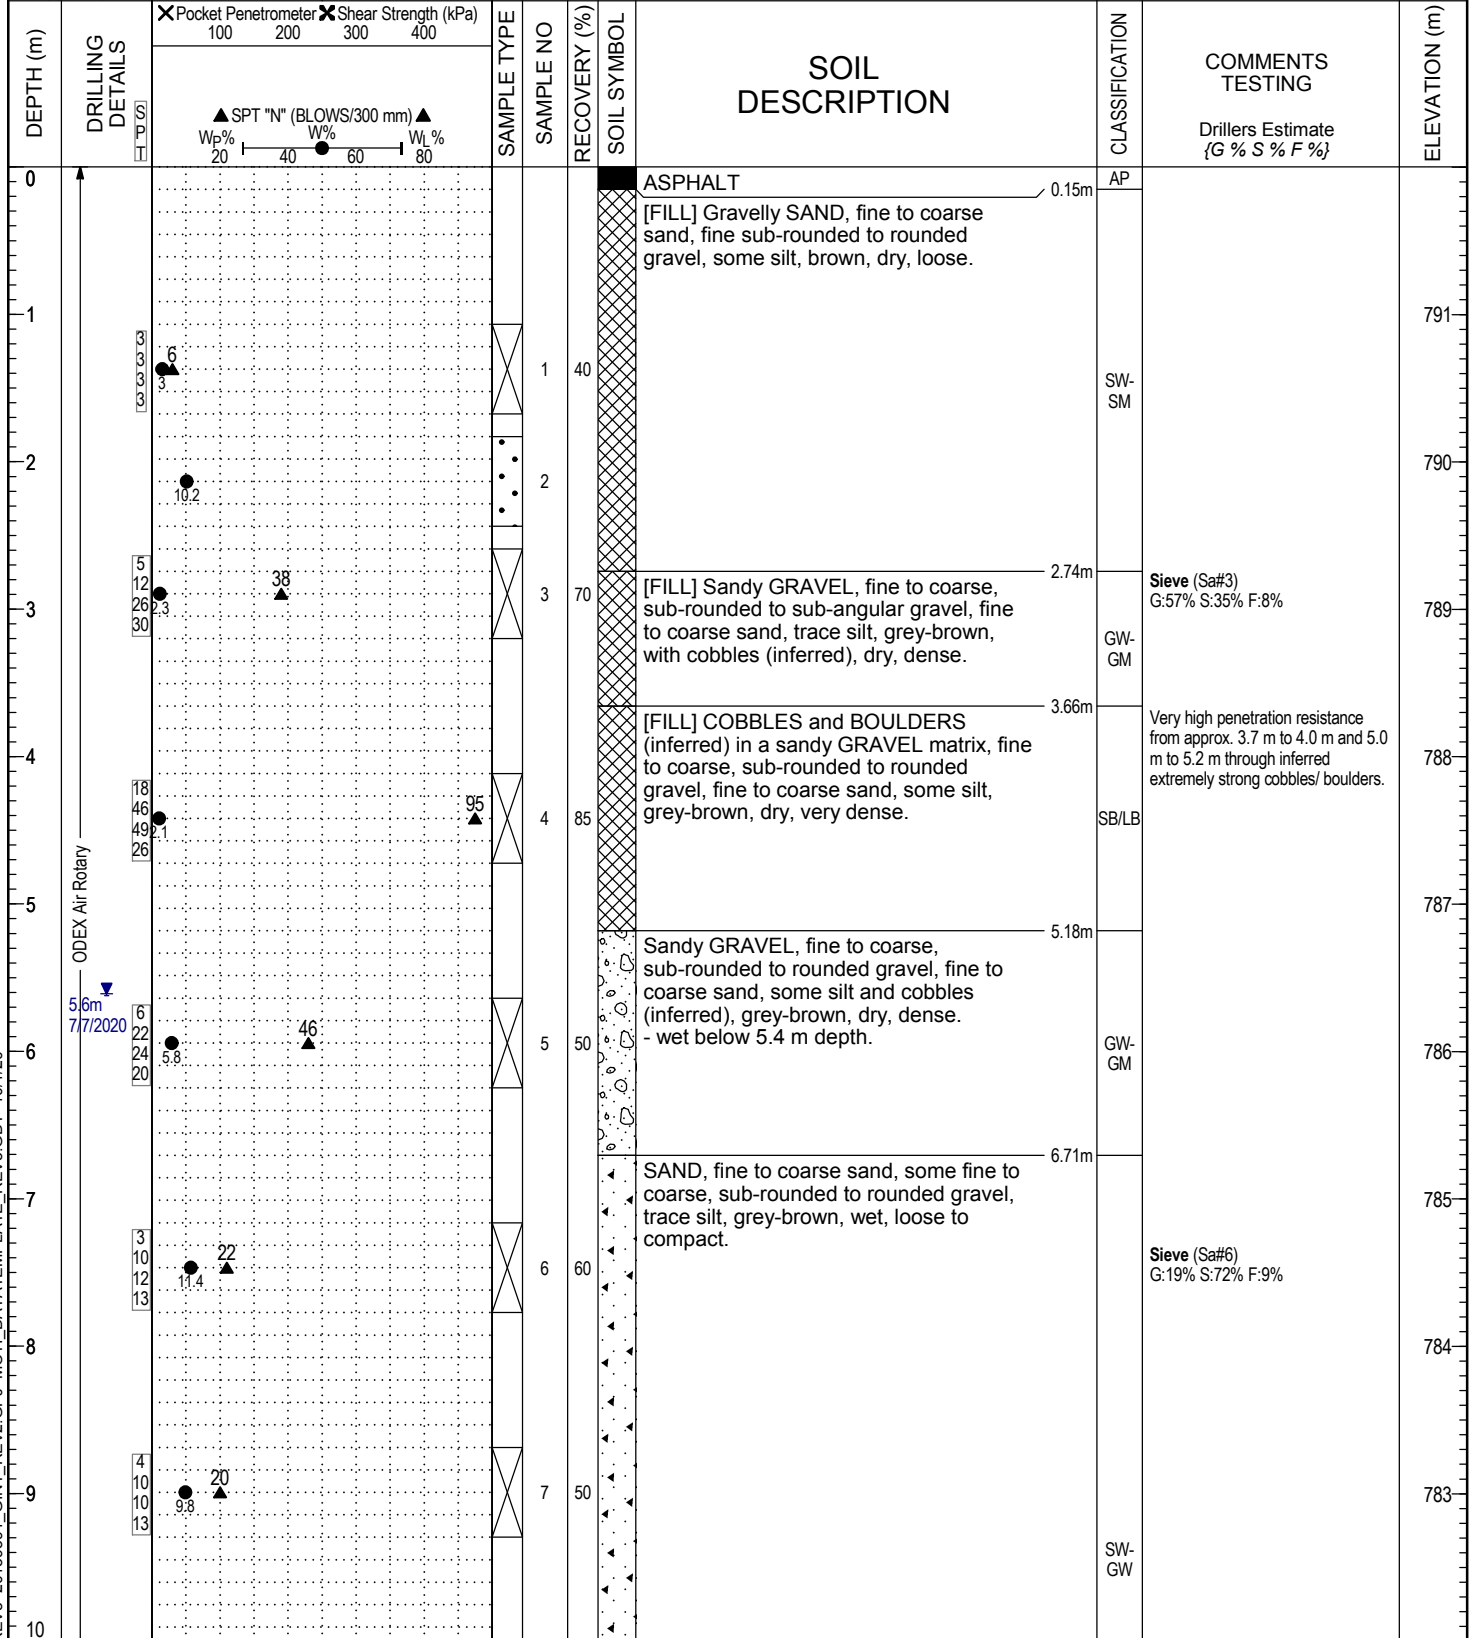 DEPTH (m)
DRILLING
DETAILS
S
P
T
Pocket Penetrometer Shear Strength (kPa)
100 200 300 400
SPT "N" (BLOWS/300 mm)
WP% W% WL%
20 40 60 80
SAMPLE TYPE
SAMPLE NO
RECOVERY (%)
SOIL SYMBOL
SOIL
DESCRIPTION
CLASSIFICATION
COMMENTS
TESTING
Drillers Estimate
{G % S % F %}
ELEVATION (m)
0
ASPHALT
0.15m
AP
[FILL] Gravelly SAND, fine to coarse
sand, fine sub-rounded to rounded
gravel, some silt, brown, dry, loose.
1
791
3
3
3
3
6
3
1
40
SW-
SM
2
790
10.2
2
5
12
26
30
38
2.3
3
70
2.74m
[FILL] Sandy GRAVEL, fine to coarse,
sub-rounded to sub-angular gravel, fine
to coarse sand, trace silt, grey-brown,
with cobbles (inferred), dry, dense.
GW-
GM
Sieve (Sa#3)
G:57% S:35% F:8%
3
789
3.66m
[FILL] COBBLES and BOULDERS
(inferred) in a sandy GRAVEL matrix, fine
to coarse, sub-rounded to rounded
gravel, fine to coarse sand, some silt,
grey-brown, dry, very dense.
Very high penetration resistance
from approx. 3.7 m to 4.0 m and 5.0
m to 5.2 m through inferred
extremely strong cobbles/ boulders.
4
788
18
46
49
26
95
2.1
4
85
SB/LB
ODEX Air Rotary
5
787
5.18m
Sandy GRAVEL, fine to coarse,
sub-rounded to rounded gravel, fine to
coarse sand, some silt and cobbles
(inferred), grey-brown, dry, dense.
- wet below 5.4 m depth.
5.6m
7/7/2020
6
22
24
20
46
5.8
5
50
GW-
GM
6
786
6.71m
SAND, fine to coarse sand, some fine to
coarse, sub-rounded to rounded gravel,
trace silt, grey-brown, wet, loose to
compact.
7
785
3
10
12
13
22
11.4
6
60
Sieve (Sa#6)
G:19% S:72% F:9%
8
784
4
10
10
13
20
9.8
7
50
9
783
SW-
GW
10